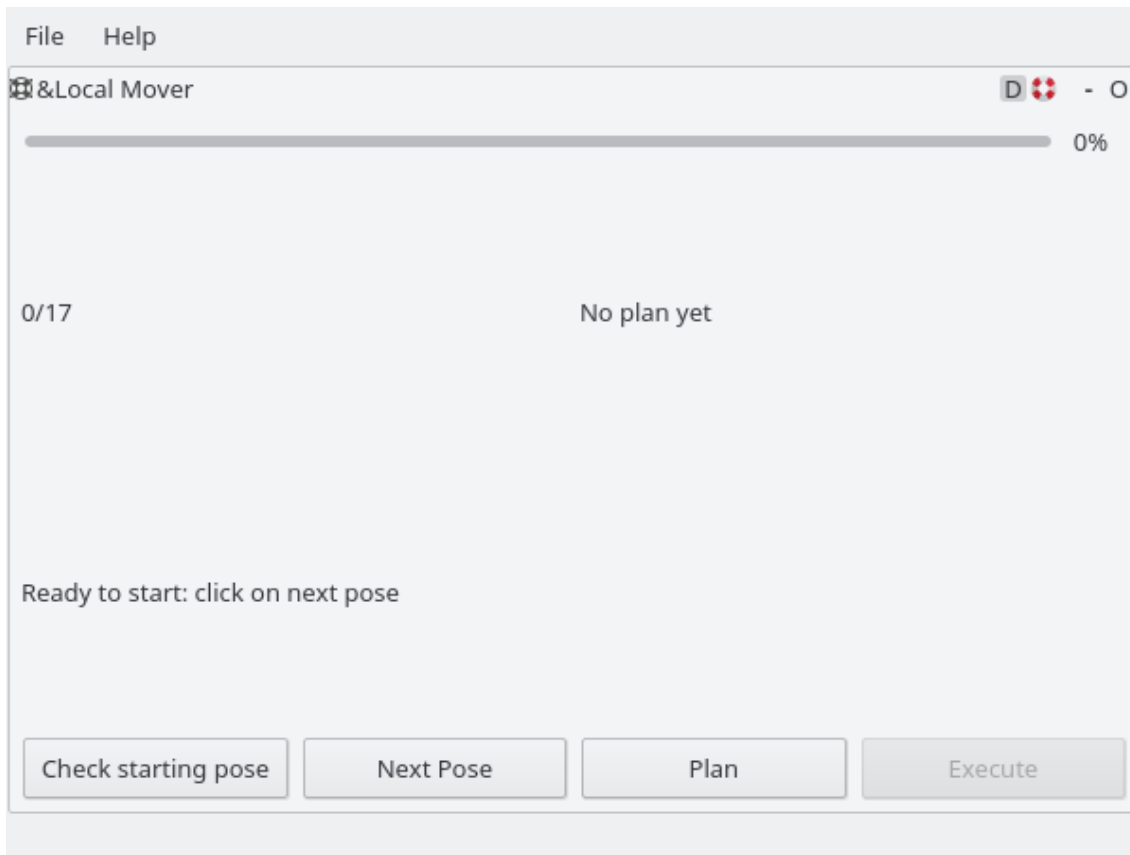 File Help
&Local Mover D - O
0%
0/17 No plan yet
Ready to start: click on next pose
Check starting pose Next Pose Plan Execute